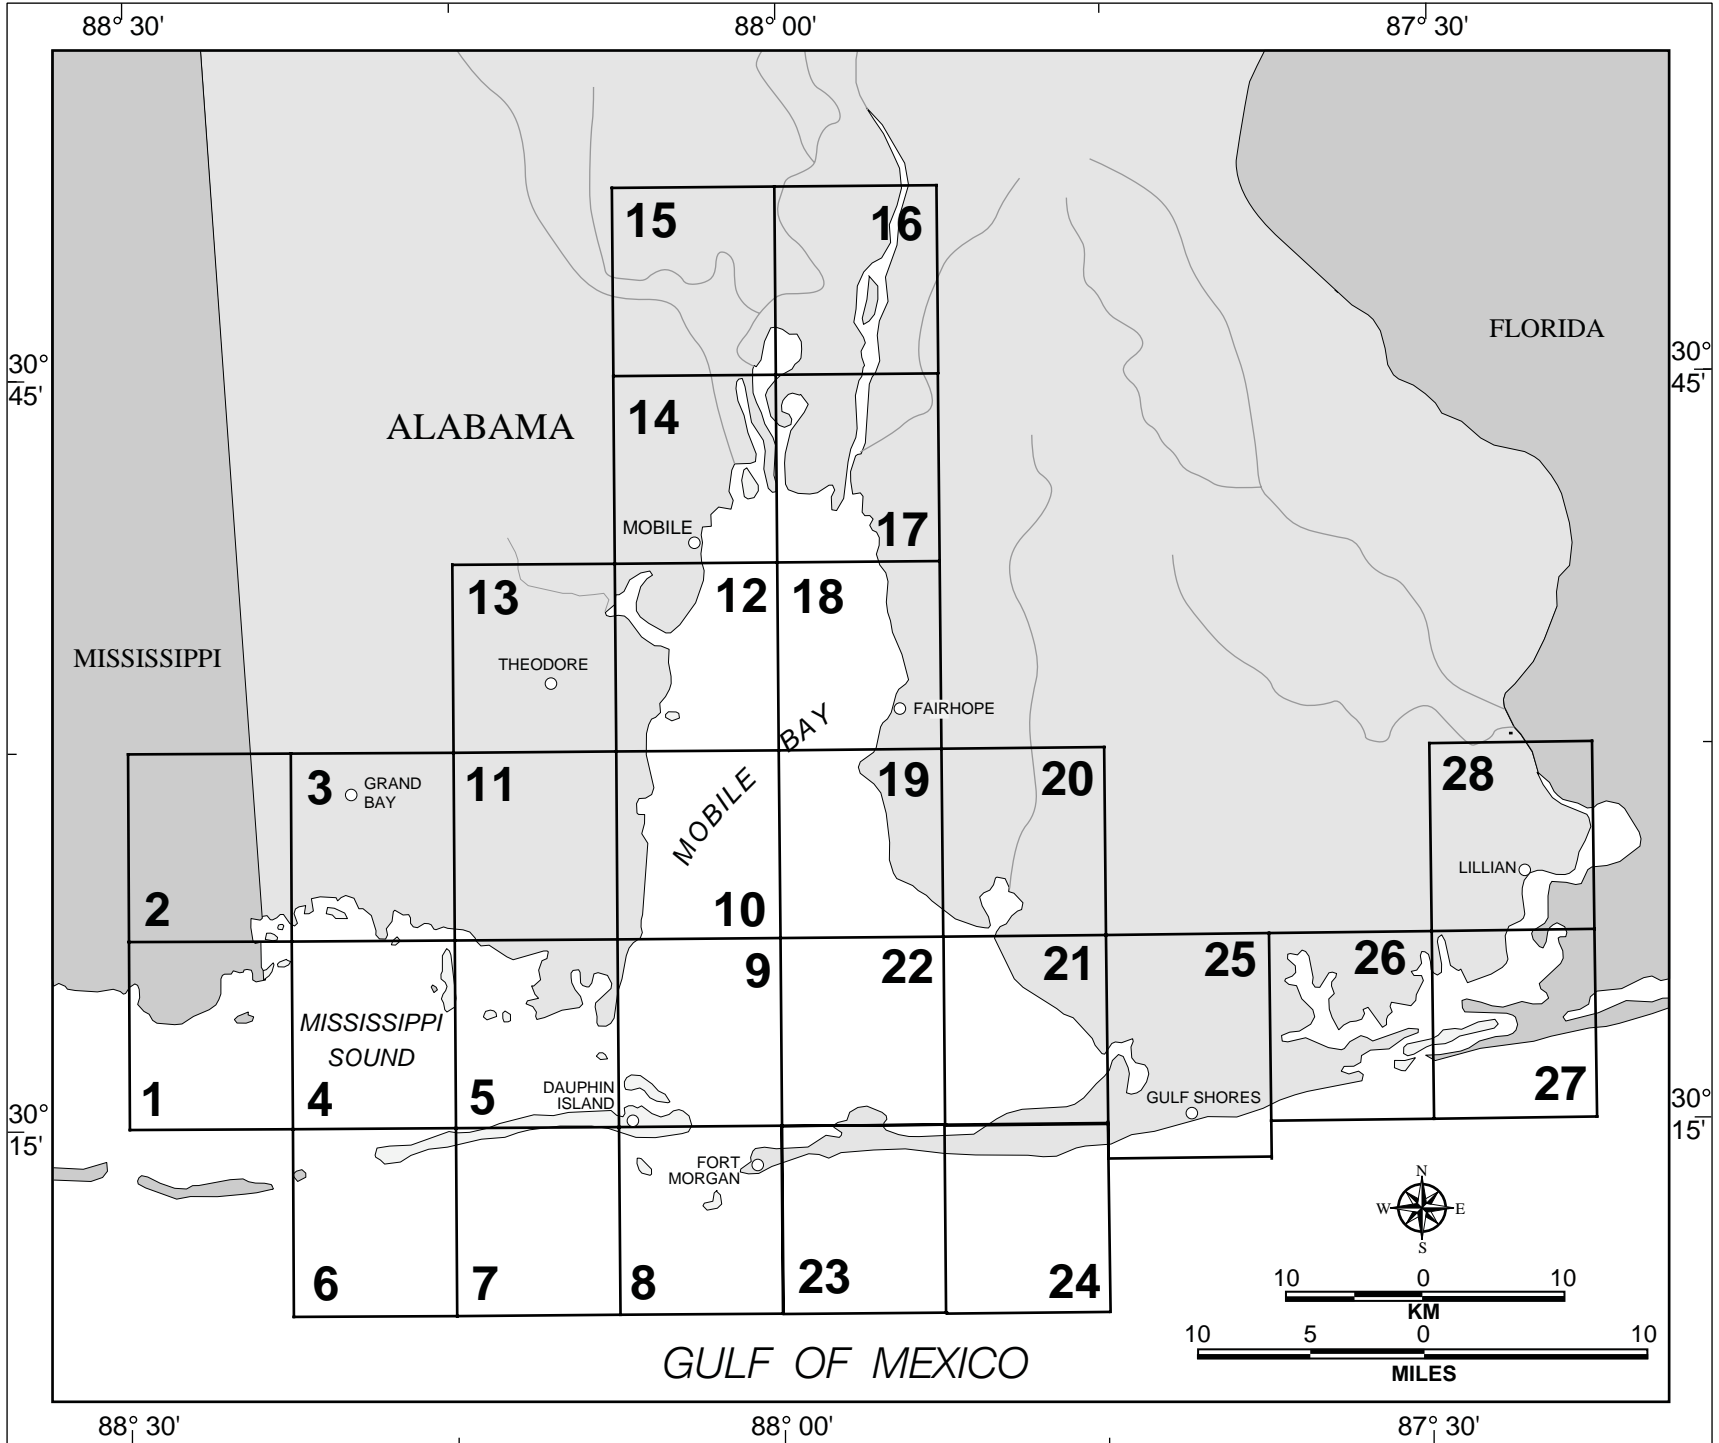 88° 30'
88° 00'
87° 30'
15
16
FLORIDA
30°
45'
30°
45'
ALABAMA
14
MOBILE
17
13
12
18
MISSISSIPPI
THEODORE
FAIRHOPE
MOBILE BAY
3
GRAND
BAY
11
19
20
28
LILLIAN
2
10
9
22
21
25
26
MISSISSIPPI
SOUND
1
4
5
DAUPHIN
ISLAND
GULF SHORES
27
30°
15'
30°
15'
FORT
MORGAN
N
W
E
S
6
7
8
23
24
10 0 10
KM
10 5 0 10
MILES
GULF OF MEXICO
88° 30'
88° 00'
87° 30'